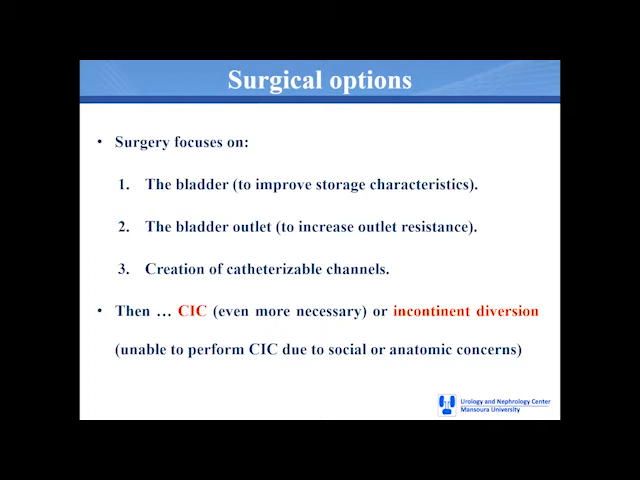 Surgical options
• Surgery focuses on:
1. The bladder (to improve storage characteristics).
2. The bladder outlet (to increase outlet resistance).
3. Creation of catheterizable channels.
• Then … CIC (even more necessary) or incontinent diversion
(unable to perform CIC due to social or anatomic concerns)
Urology and Nephrology Center
Mansoura University